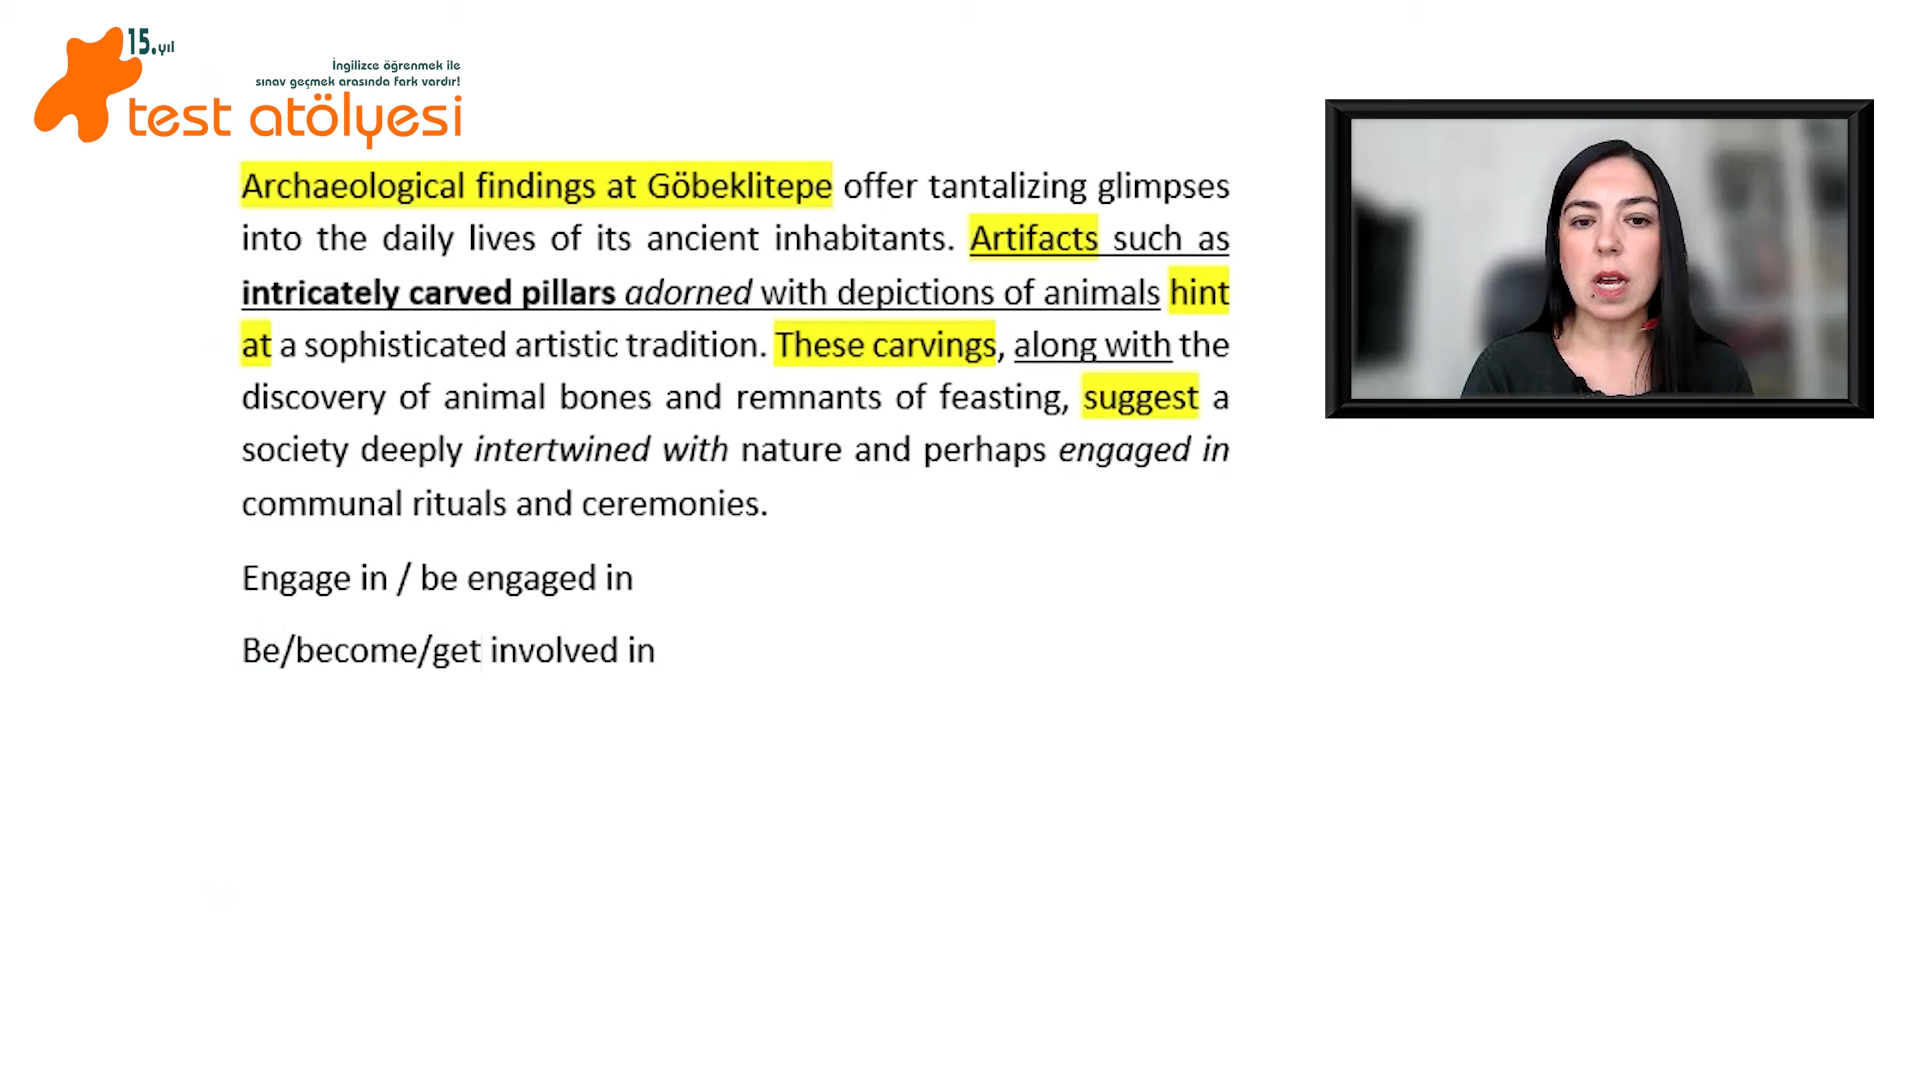 15.yıl
İngilizce öğrenmek ile
sınav geçmek arasında fark vardır!
test atölyesi
Archaeological findings at Göbeklitepe offer tantalizing glimpses
into the daily lives of its ancient inhabitants. Artifacts such as
intricately carved pillars adorned with depictions of animals hint
at a sophisticated artistic tradition. These carvings, along with the
discovery of animal bones and remnants of feasting, suggest a
society deeply intertwined with nature and perhaps engaged in
communal rituals and ceremonies.
Engage in / be engaged in
Be/become/get involved in